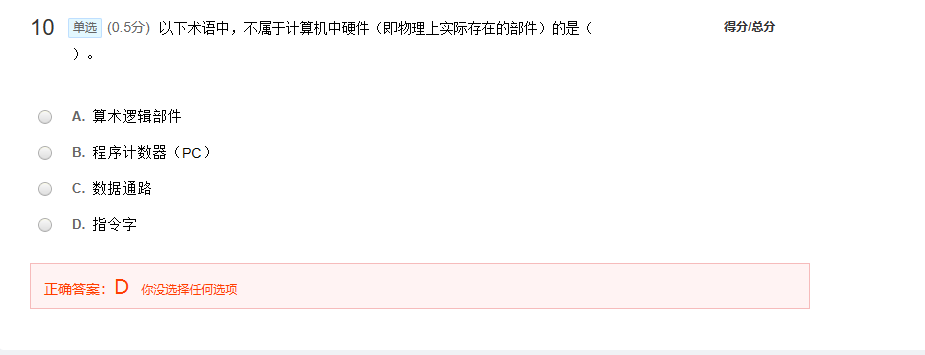 10 单选 (0.5分) 以下术语中，不属于计算机中硬件（即物理上实际存在的部件）的是（ 得分/总分
）。
A. 算术逻辑部件
B. 程序计数器（PC）
C. 数据通路
D. 指令字
正确答案：D 你没选择任何选项